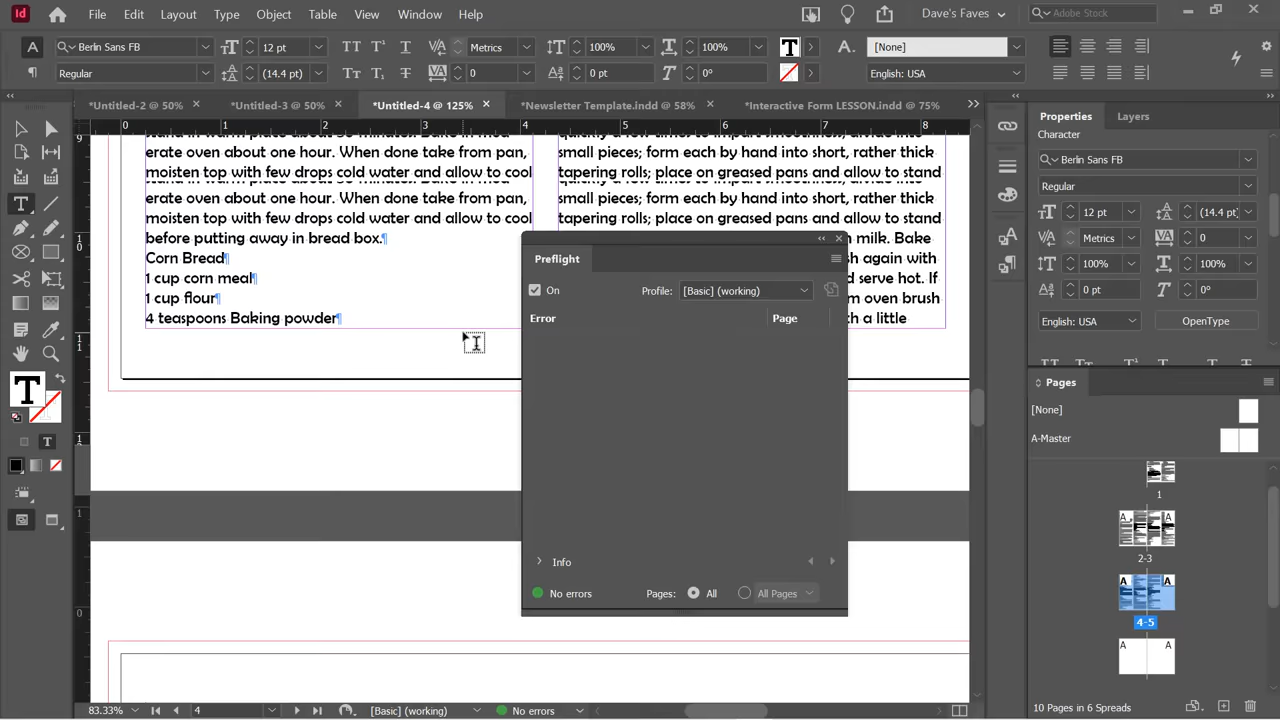 Id File Edit Layout Type Object Table View Window Help Dave's Faves Adobe Stock
A Berlin Sans FB 12 pt Metrics 100% 100% T A. [None]
¶ Regular (14.4 pt) 0 0 pt 0° English: USA
*Untitled-2 @ 50% × *Untitled-3 @ 50% × *Untitled-4 @ 125% × *Newsletter Template.indd @ 58% × *Interactive Form LESSON.indd @ 75%
0 1 2 3 4 5 6 7 8
Properties Layers
Character
Berlin Sans FB
Regular
12 pt (14.4 pt)
Metrics 0
100% 100%
0 pt 0°
English: USA OpenType
erate oven about one hour. When done take from pan,
moisten top with few drops cold water and allow to cool
erate oven about one hour. When done take from pan,
moisten top with few drops cold water and allow to cool
before putting away in bread box.¶
Corn Bread¶
1 cup corn meal¶
1 cup flour¶
4 teaspoons Baking powder¶
small pieces; form each by hand into short, rather thick
tapering rolls; place on greased pans and allow to stand
small pieces; form each by hand into short, rather thick
tapering rolls; place on greased pans and allow to stand
n milk. Bake
h again with
d serve hot. If
m oven brush
h a little
Preflight
On Profile: [Basic] (working)
Error Page
Info
No errors Pages: All All Pages
Pages
[None]
A-Master
1
A A
2-3
A A
4-5
A A
10 Pages in 6 Spreads
83.33% 4 [Basic] (working) No errors